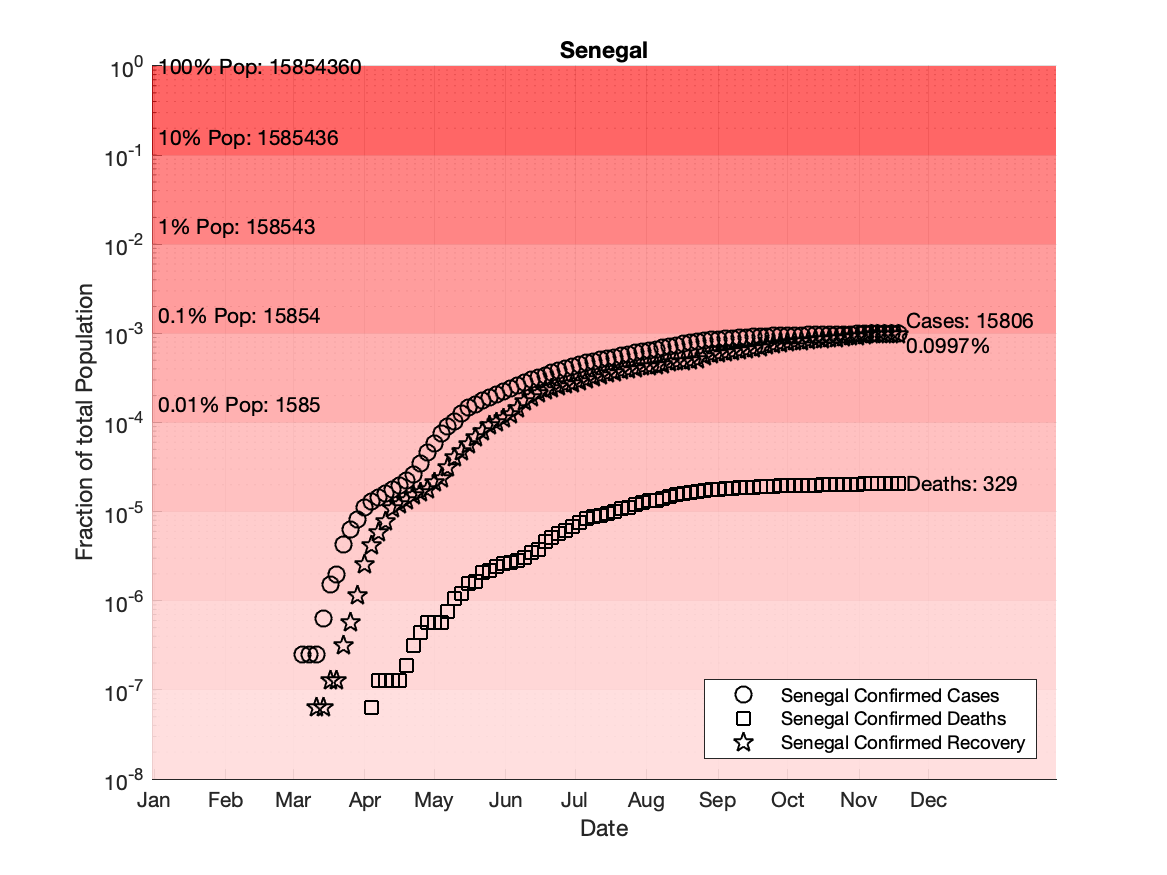 Senegal
10^0
100% Pop: 15854360
10% Pop: 1585436
10^-1
1% Pop: 158543
10^-2
0.1% Pop: 15854
10^-3
Cases: 15806
0.0997%
0.01% Pop: 1585
10^-4
Deaths: 329
10^-5
10^-6
10^-7
10^-8
Fraction of total Population
Senegal Confirmed Cases
Senegal Confirmed Deaths
Senegal Confirmed Recovery
Jan Feb Mar Apr May Jun Jul Aug Sep Oct Nov Dec
Date